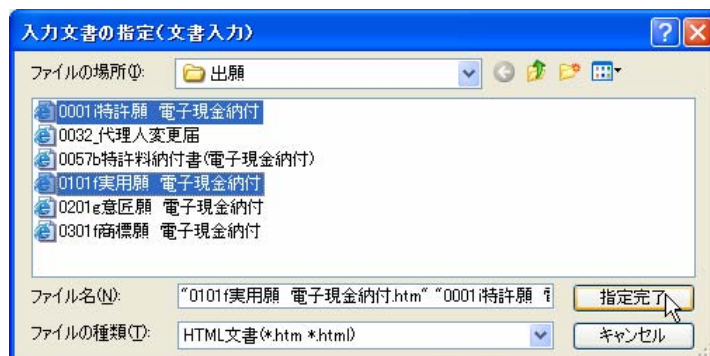 入力文書の指定(文書入力)
ファイルの場所(I): 出願
0001i特許願 電子現金納付
0032_代理人変更届
0057b特許料納付書(電子現金納付)
0101f実用願 電子現金納付
0201g意匠願 電子現金納付
0301f商標願 電子現金納付
ファイル名(N): "0101f実用願 電子現金納付.htm" "0001i特許願 指定完了
ファイルの種類(T): HTML文書(*.htm *.html) キャンセル